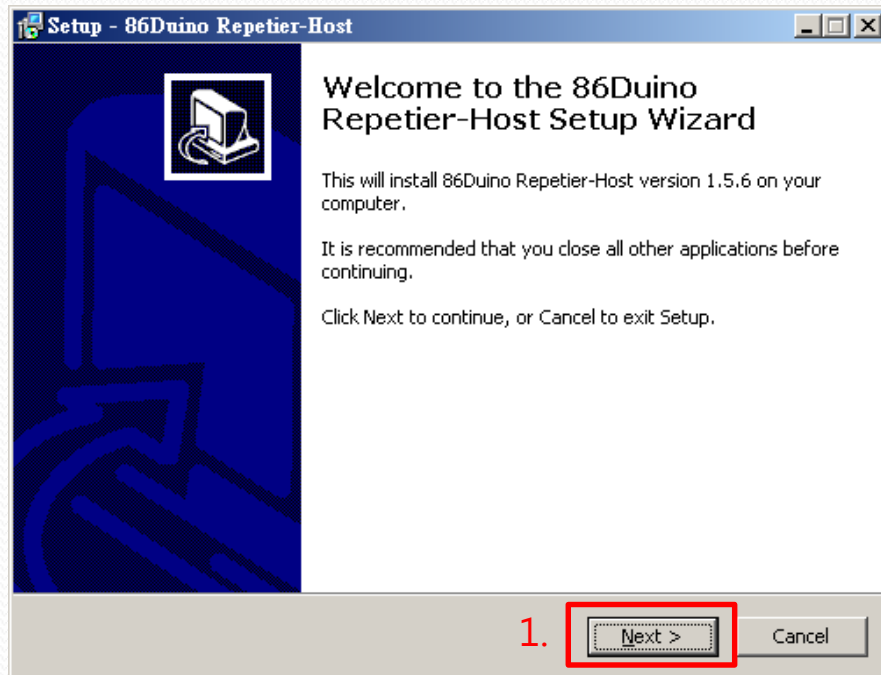 Setup - 86Duino Repetier-Host
Welcome to the 86Duino
Repetier-Host Setup Wizard
This will install 86Duino Repetier-Host version 1.5.6 on your
computer.
It is recommended that you close all other applications before
continuing.
Click Next to continue, or Cancel to exit Setup.
1. Next > Cancel